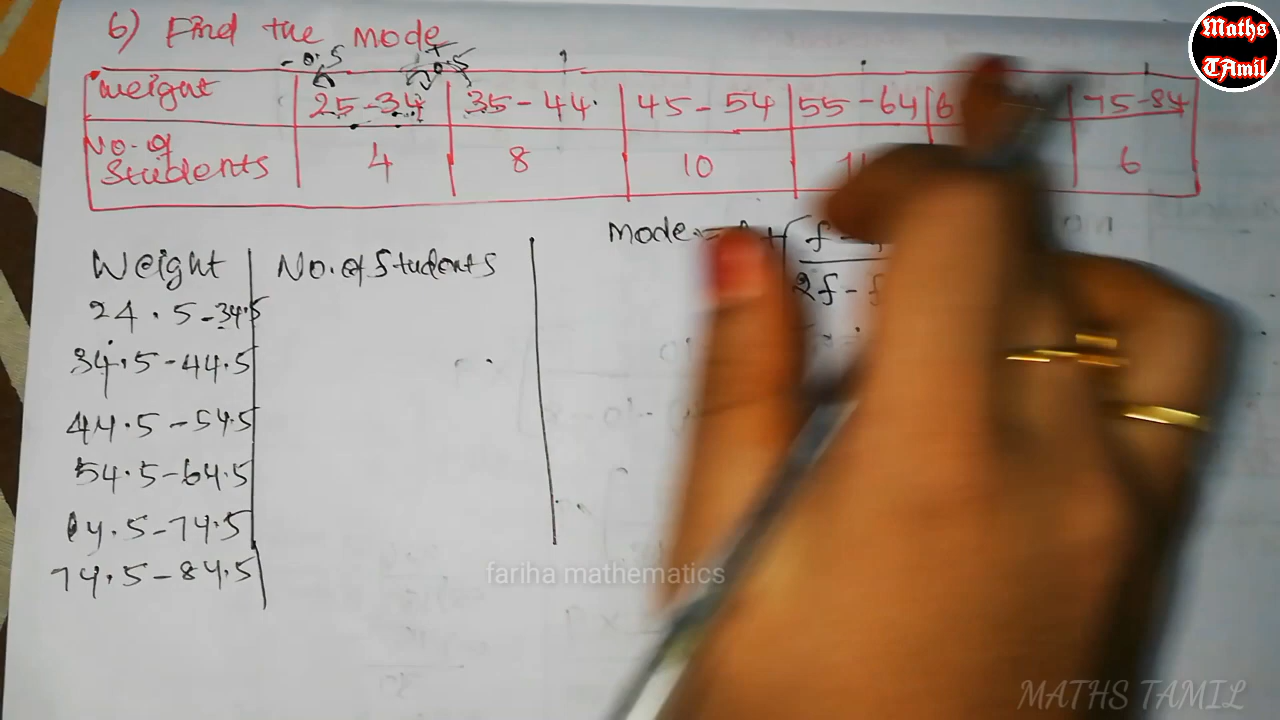 6) Find the mode
- 0.5 + 0.5
Weight 25-34 35-44 45-54 55-64 6 75-84
No. of Students 4 8 10 6
Mode =
2f -
Weight No. of Students
24.5-34.5
34.5-44.5
44.5-54.5
54.5-64.5
64.5-74.5
74.5-84.5
fariha mathematics
MATHS TAMIL
Maths TAmil